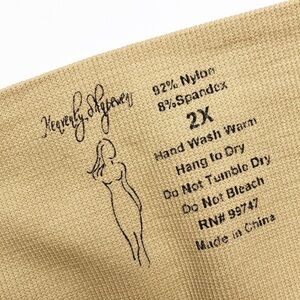 Heavenly Shapewear
92% Nylon
8%Spandex
2X
Hand Wash Warm
Hang to Dry
Do Not Tumble Dry
Do Not Bleach
RN# 99747
Made in China